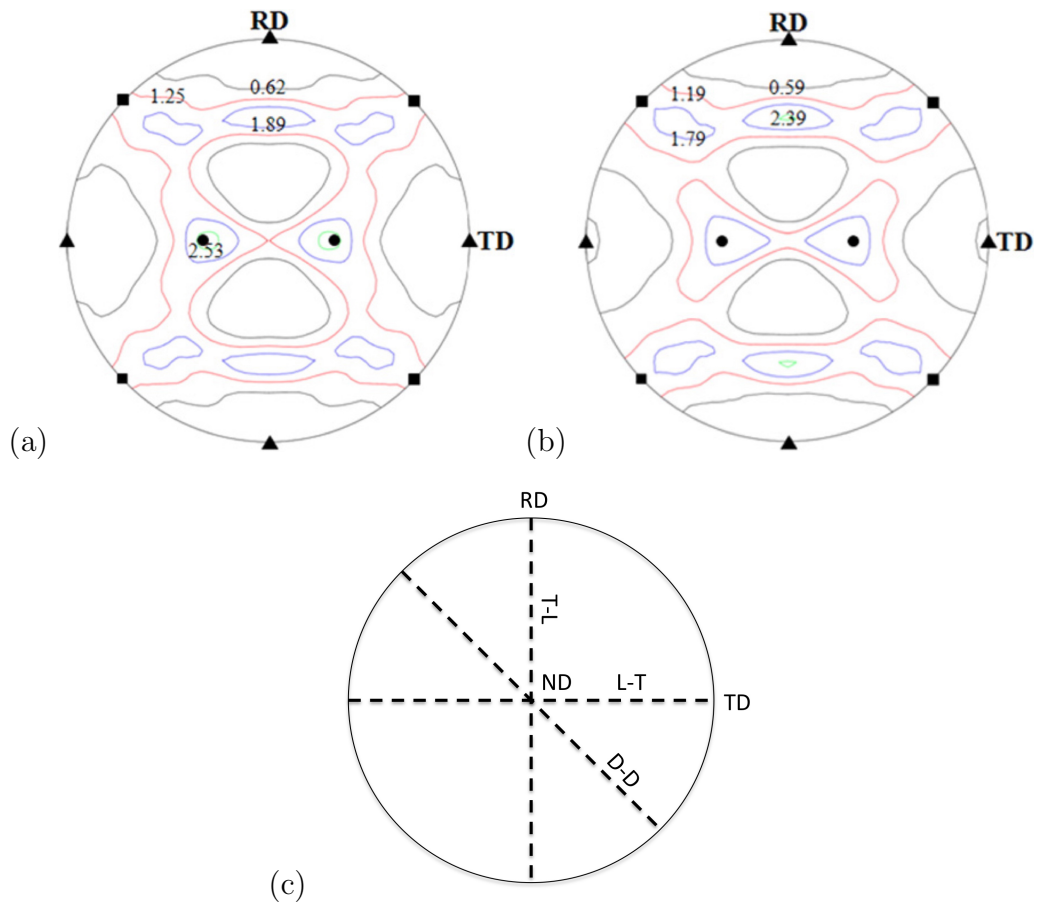 RD
1.25
0.62
1.89
TD
2.53
(a)
RD
1.19
0.59
2.39
1.79
TD
(b)
RD
T-L
ND
L-T
TD
D-D
(c)